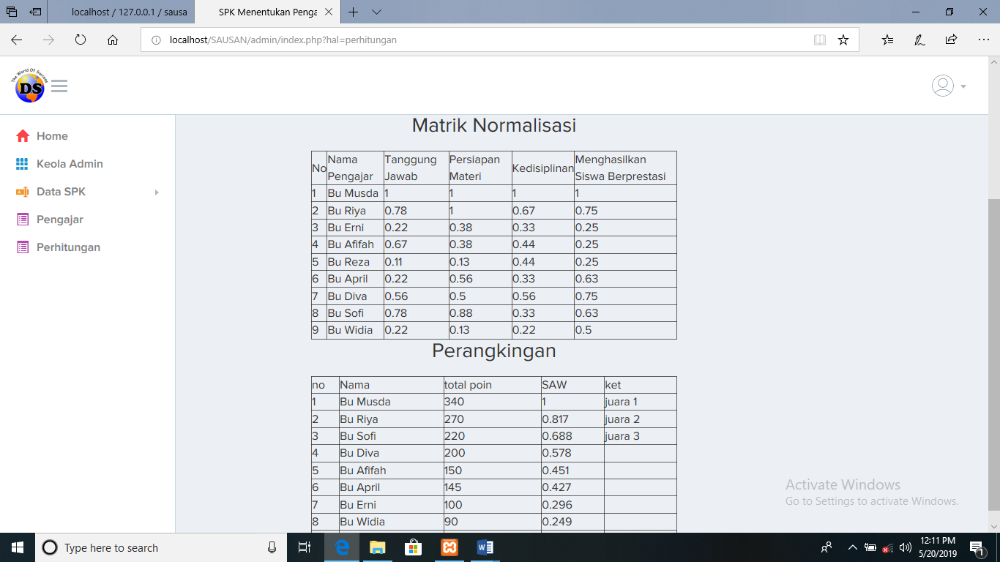 localhost / 127.0.0.1 / sausa
SPK Menentukan Penga
localhost/SAUSAN/admin/index.php?hal=perhitungan
The World Of Success
DS
Home
Keola Admin
Data SPK
Pengajar
Perhitungan
Matrik Normalisasi
No Nama Pengajar Tanggung Jawab Persiapan Materi Kedisiplinan Menghasilkan Siswa Berprestasi
1 Bu Musda 1 1 1 1
2 Bu Riya 0.78 1 0.67 0.75
3 Bu Erni 0.22 0.38 0.33 0.25
4 Bu Afifah 0.67 0.38 0.44 0.25
5 Bu Reza 0.11 0.13 0.44 0.25
6 Bu April 0.22 0.56 0.33 0.63
7 Bu Diva 0.56 0.5 0.56 0.75
8 Bu Sofi 0.78 0.88 0.33 0.63
9 Bu Widia 0.22 0.13 0.22 0.5
Perangkingan
no Nama total poin SAW ket
1 Bu Musda 340 1 juara 1
2 Bu Riya 270 0.817 juara 2
3 Bu Sofi 220 0.688 juara 3
4 Bu Diva 200 0.578
5 Bu Afifah 150 0.451
6 Bu April 145 0.427
7 Bu Erni 100 0.296
8 Bu Widia 90 0.249
Activate Windows
Go to Settings to activate Windows.
Type here to search
12:11 PM
5/20/2019
1